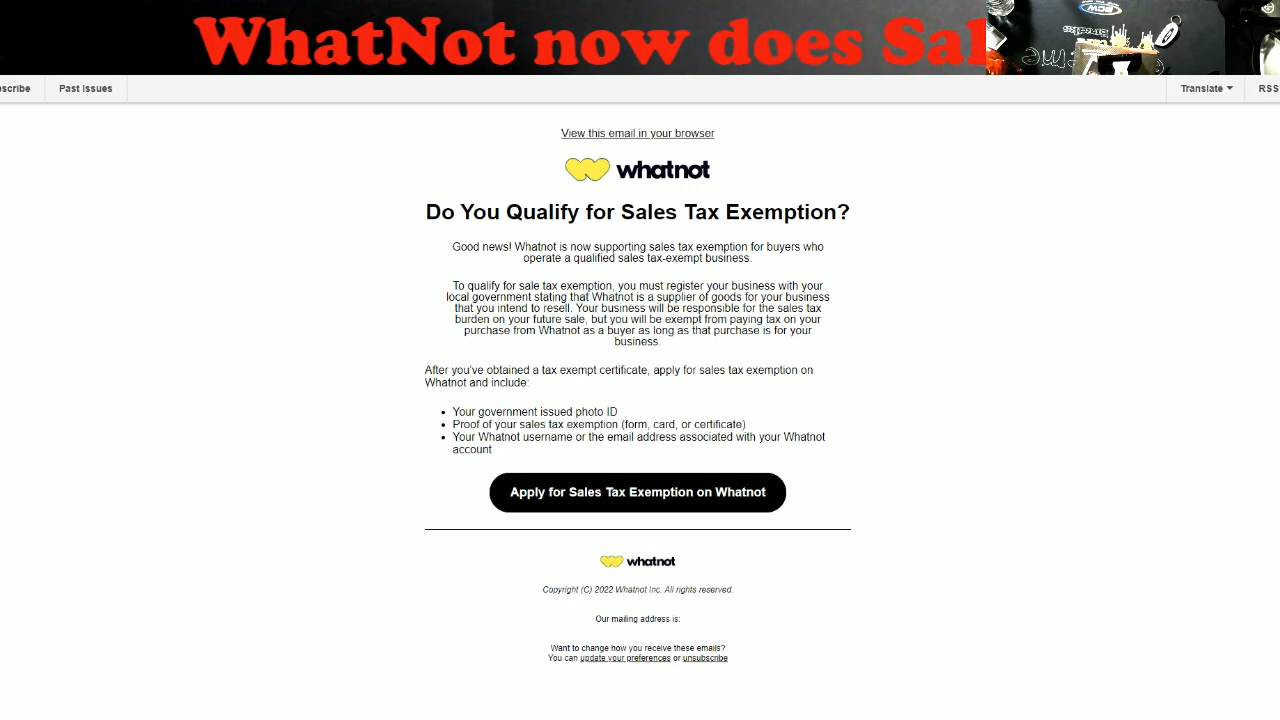 WhatNot now does Sal
BCW
scribe
Past Issues
Translate
RSS
View this email in your browser
whatnot
Do You Qualify for Sales Tax Exemption?
Good news! Whatnot is now supporting sales tax exemption for buyers who
operate a qualified sales tax-exempt business.
To qualify for sale tax exemption, you must register your business with your
local government stating that Whatnot is a supplier of goods for your business
that you intend to resell. Your business will be responsible for the sales tax
burden on your future sale, but you will be exempt from paying tax on your
purchase from Whatnot as a buyer as long as that purchase is for your
business.
After you've obtained a tax exempt certificate, apply for sales tax exemption on
Whatnot and include:
Your government issued photo ID
Proof of your sales tax exemption (form, card, or certificate)
Your Whatnot username or the email address associated with your Whatnot
account
Apply for Sales Tax Exemption on Whatnot
whatnot
Copyright (C) 2022 Whatnot Inc. All rights reserved.
Our mailing address is:
Want to change how you receive these emails?
You can update your preferences or unsubscribe